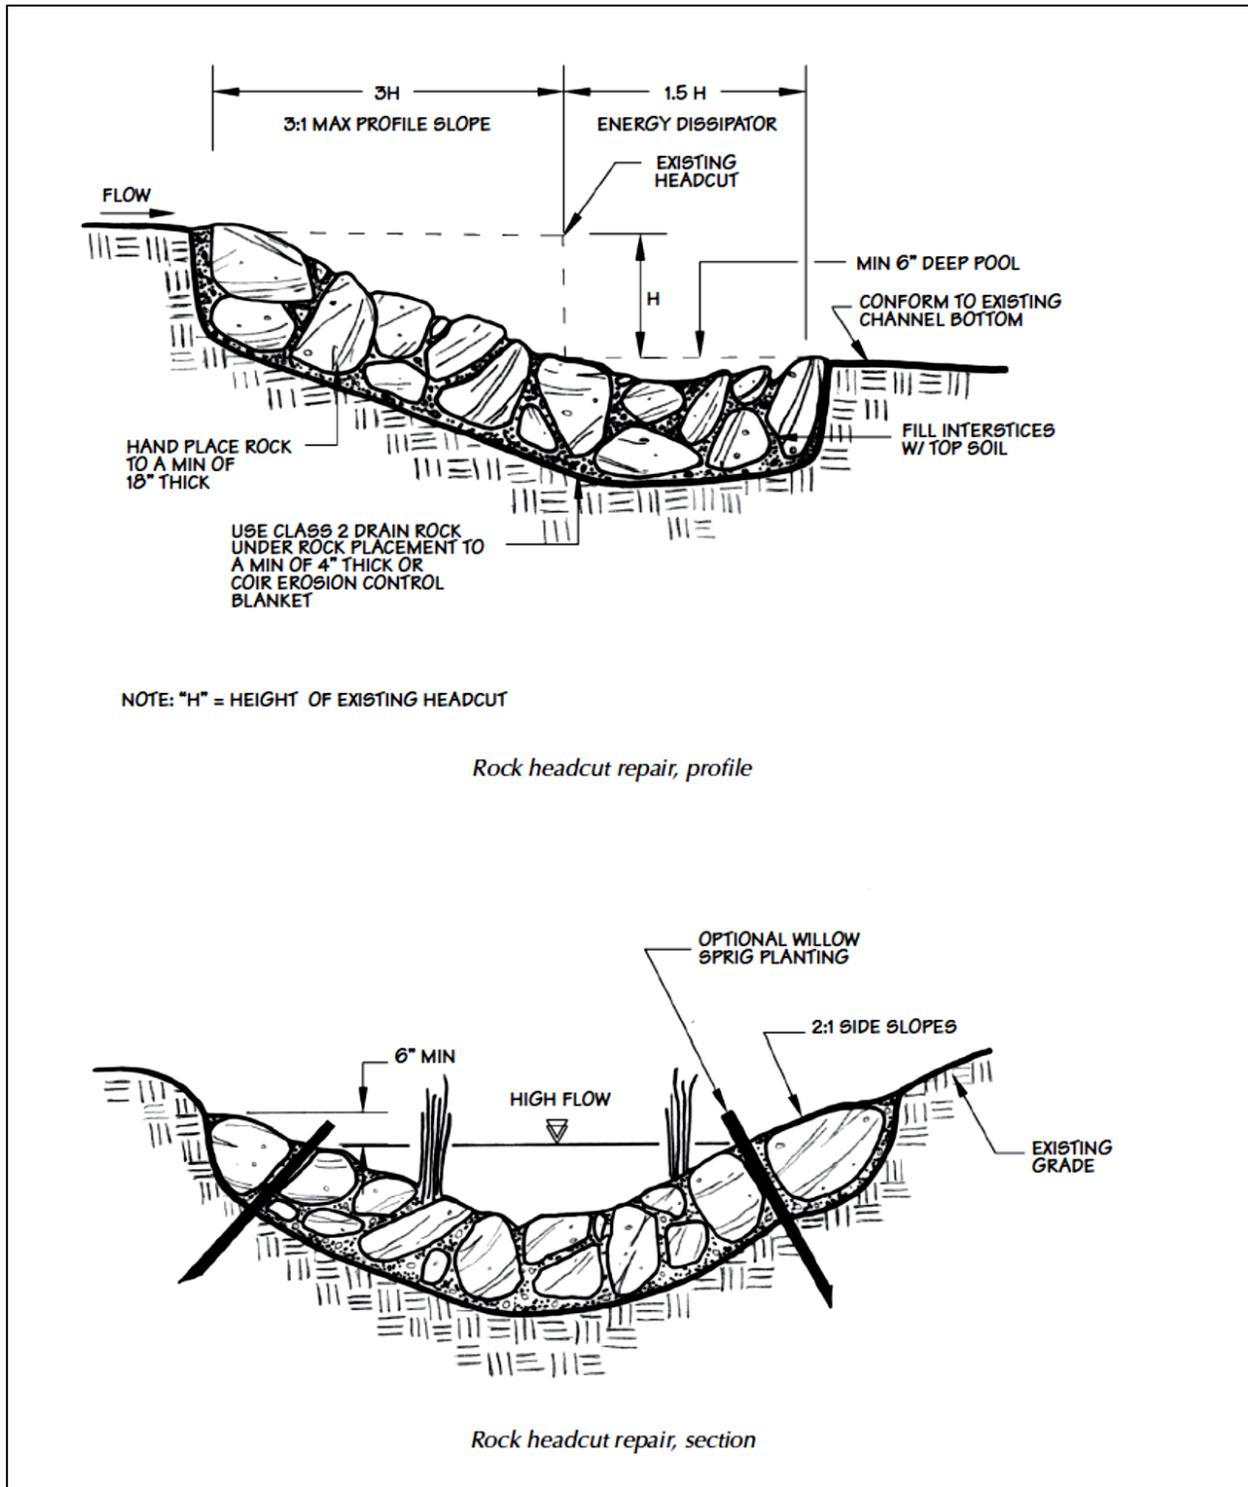 3H
1.5 H
3:1 MAX PROFILE SLOPE
ENERGY DISSIPATOR
EXISTING
HEADCUT
FLOW
H
MIN 6" DEEP POOL
CONFORM TO EXISTING
CHANNEL BOTTOM
HAND PLACE ROCK
TO A MIN OF
18" THICK
FILL INTERSTICES
W/ TOP SOIL
USE CLASS 2 DRAIN ROCK
UNDER ROCK PLACEMENT TO
A MIN OF 4" THICK OR
COIR EROSION CONTROL
BLANKET
NOTE: "H" = HEIGHT OF EXISTING HEADCUT
Rock headcut repair, profile
OPTIONAL WILLOW
SPRIG PLANTING
2:1 SIDE SLOPES
6" MIN
HIGH FLOW
EXISTING
GRADE
Rock headcut repair, section